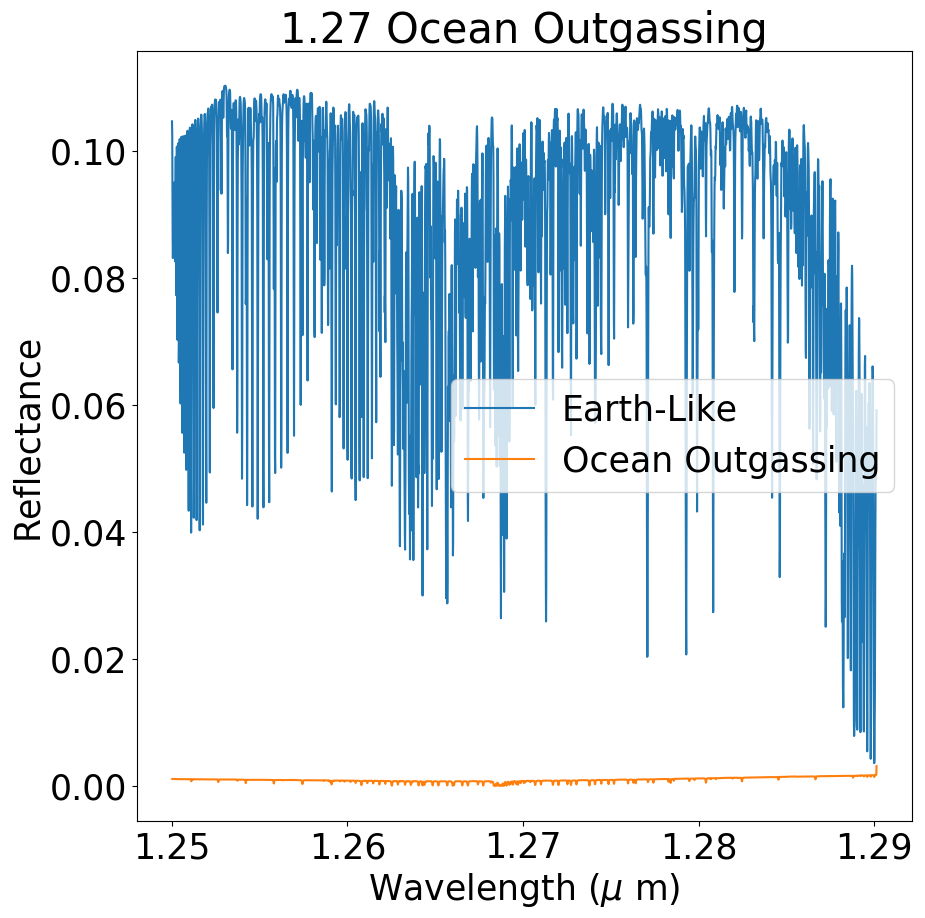 1.27 Ocean Outgassing
Reflectance
0.10
0.08
0.06
0.04
0.02
0.00
Earth-Like
Ocean Outgassing
1.25 1.26 1.27 1.28 1.29
Wavelength (μ m)